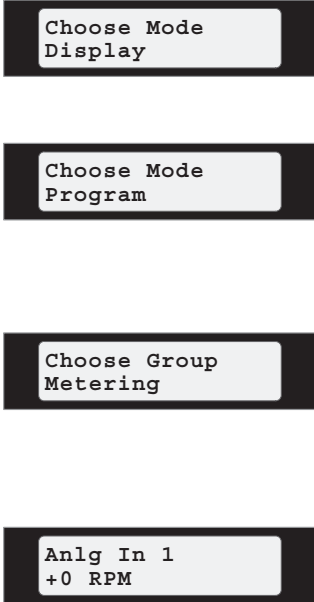 Choose Mode
Display
Choose Mode
Program
Choose Group
Metering
Anlg In 1
+0 RPM